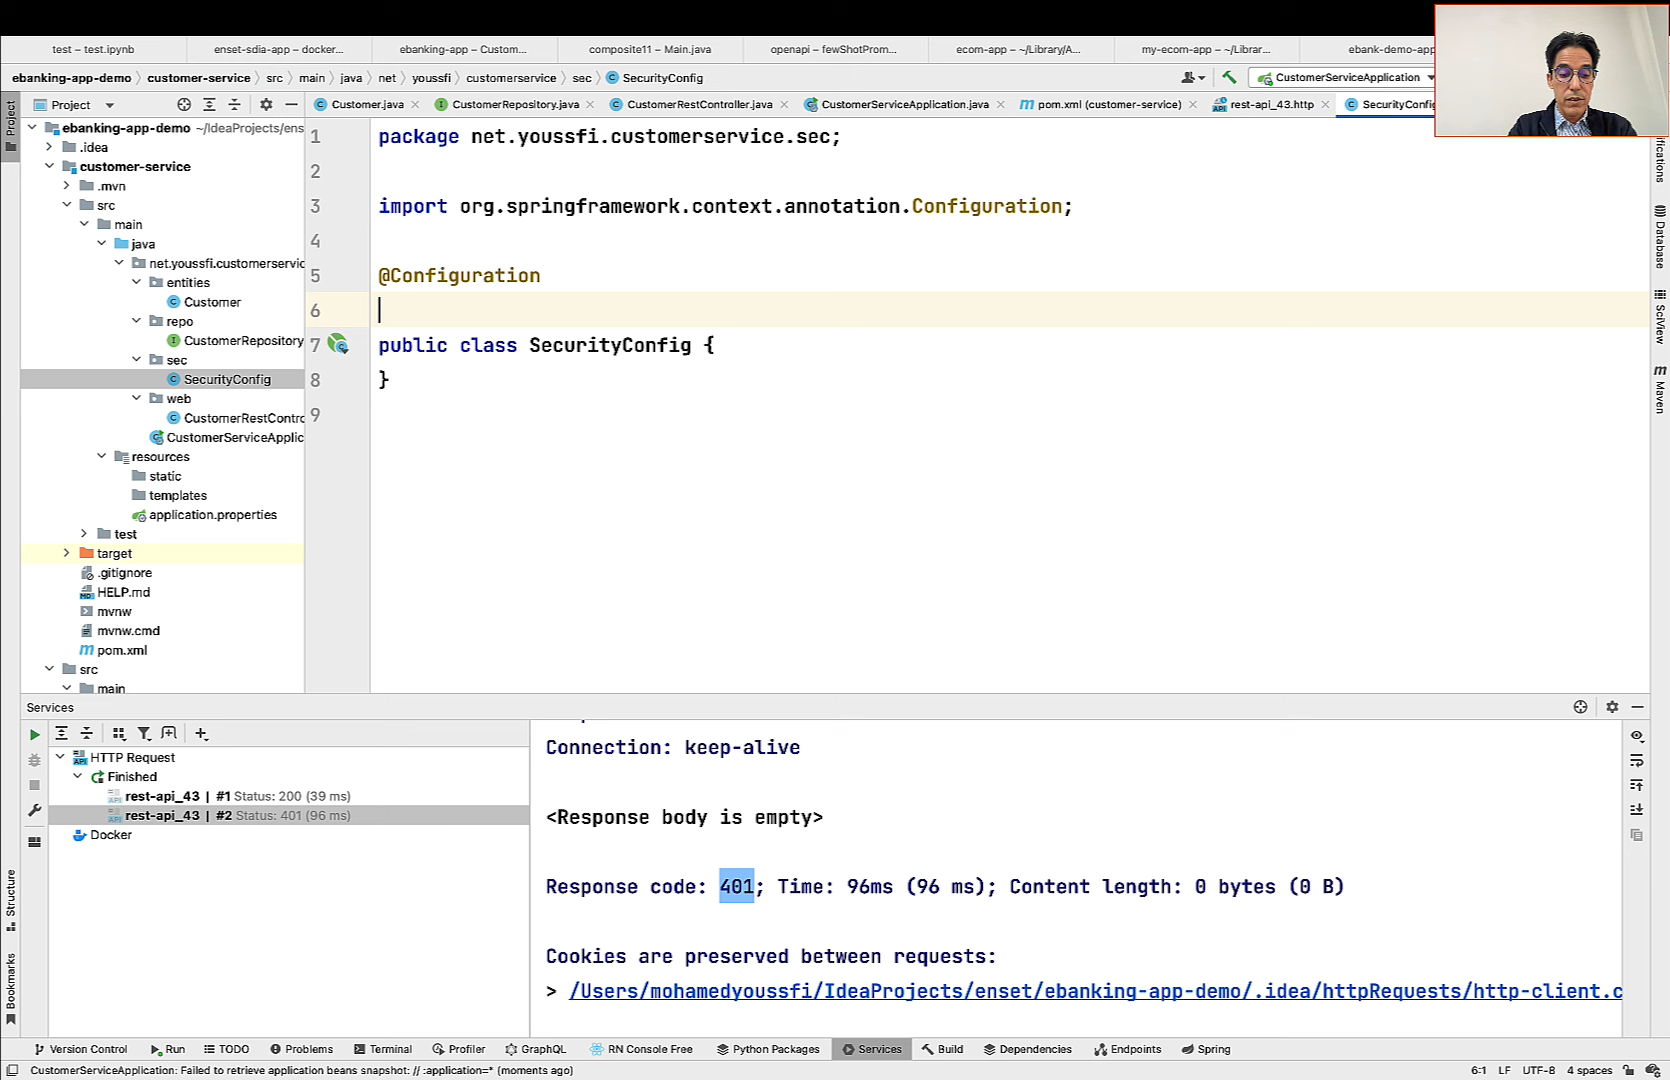 test – test.ipynb
enset-sdia-app – docker...
ebanking-app – Custom...
composite11 – Main.java
openapi – fewShotProm...
ecom-app – ~/Library/A...
my-ecom-app – ~/Librar...
ebank-demo-app
ebanking-app-demo
customer-service
src
main
java
net
youssfi
customerservice
sec
SecurityConfig
CustomerServiceApplication
Project
Customer.java
CustomerRepository.java
CustomerRestController.java
CustomerServiceApplication.java
pom.xml (customer-service)
rest-api_43.http
SecurityConfi
Project
ebanking-app-demo ~/IdeaProjects/ens
.idea
customer-service
.mvn
src
main
java
net.youssfi.customerservic
entities
Customer
repo
CustomerRepository
sec
SecurityConfig
web
CustomerRestContro
CustomerServiceApplic
resources
static
templates
application.properties
test
target
.gitignore
HELP.md
mvnw
mvnw.cmd
pom.xml
src
main
1 package net.youssfi.customerservice.sec;
2
3 import org.springframework.context.annotation.Configuration;
4
5 @Configuration
6
7 public class SecurityConfig {
8 }
9
ifications
Database
SciView
Maven
Services
HTTP Request
Finished
rest-api_43 | #1 Status: 200 (39 ms)
rest-api_43 | #2 Status: 401 (96 ms)
Docker
Connection: keep-alive
<Response body is empty>
Response code: 401; Time: 96ms (96 ms); Content length: 0 bytes (0 B)
Cookies are preserved between requests:
> /Users/mohamedyoussfi/IdeaProjects/enset/ebanking-app-demo/.idea/httpRequests/http-client.c
Structure
Bookmarks
Version Control
Run
TODO
Problems
Terminal
Profiler
GraphQL
RN Console Free
Python Packages
Services
Build
Dependencies
Endpoints
Spring
CustomerServiceApplication: Failed to retrieve application beans snapshot: // :application=* (moments ago)
6:1 LF UTF-8 4 spaces